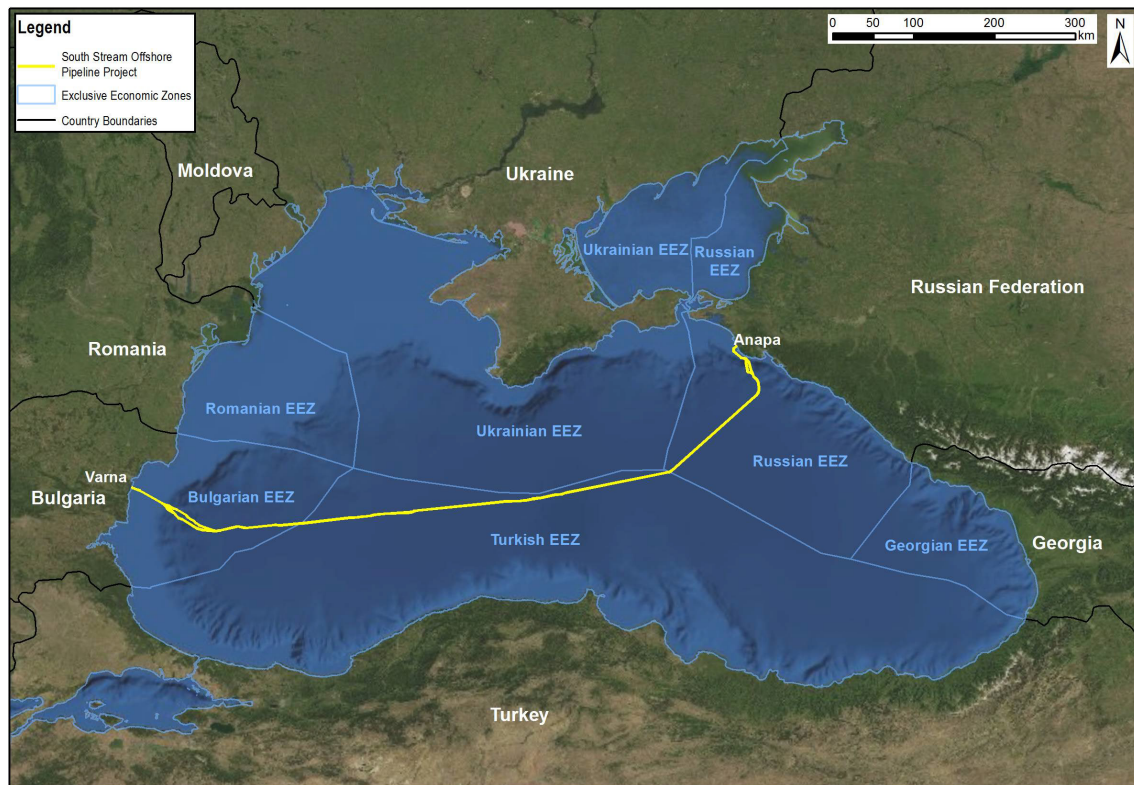 Legend
South Stream Offshore
Pipeline Project
Exclusive Economic Zones
Country Boundaries
0 50 100 200 300
km
N
Moldova
Ukraine
Ukrainian EEZ
Russian
EEZ
Russian Federation
Romania
Anapa
Romanian EEZ
Ukrainian EEZ
Russian EEZ
Varna
Bulgaria
Bulgarian EEZ
Turkish EEZ
Georgian EEZ
Georgia
Turkey